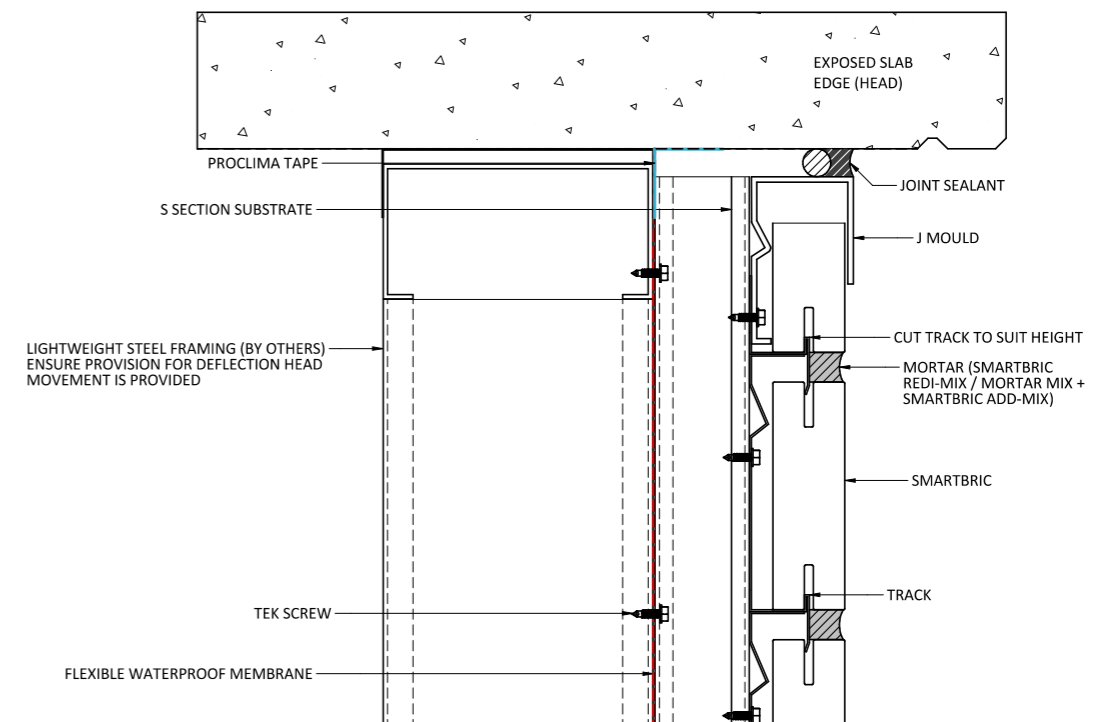 EXPOSED SLAB
EDGE (HEAD)
PROCLIMA TAPE
JOINT SEALANT
S SECTION SUBSTRATE
J MOULD
CUT TRACK TO SUIT HEIGHT
LIGHTWEIGHT STEEL FRAMING (BY OTHERS)
ENSURE PROVISION FOR DEFLECTION HEAD
MOVEMENT IS PROVIDED
MORTAR (SMARTBRIC
REDI-MIX / MORTAR MIX +
SMARTBRIC ADD-MIX)
SMARTBRIC
TRACK
TEK SCREW
FLEXIBLE WATERPROOF MEMBRANE